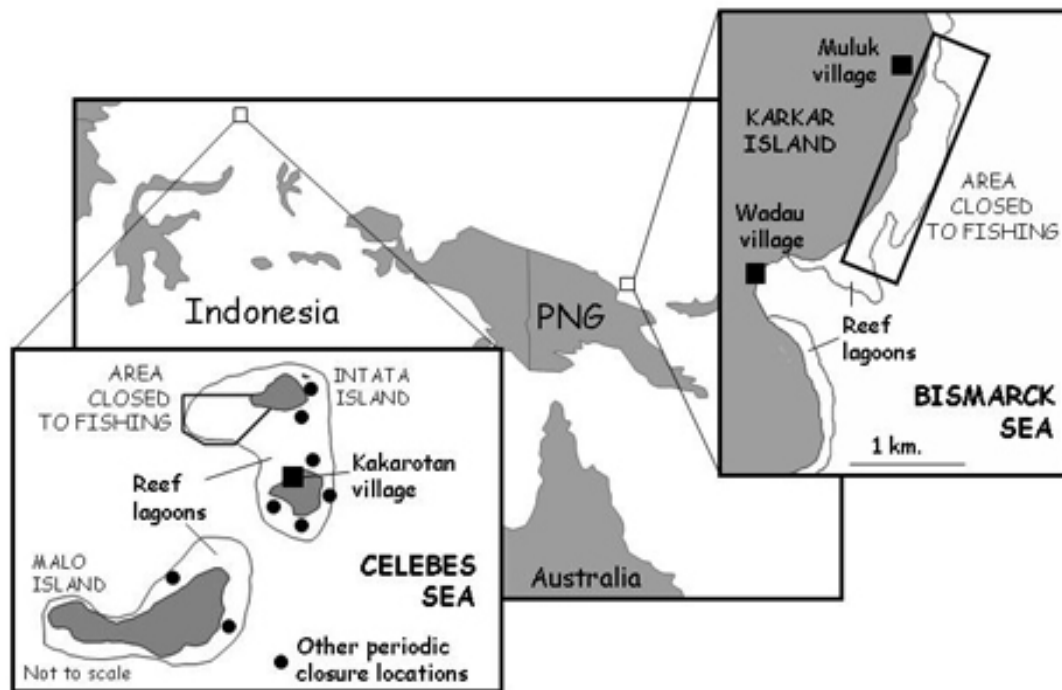 Muluk
village
KARKAR
ISLAND
AREA
CLOSED
TO FISHING
Wadau
village
Reef
lagoons
BISMARCK
SEA
1 km.
Indonesia
PNG
Australia
AREA
CLOSED
TO FISHING
INTATA
ISLAND
Kakarotan
village
Reef
lagoons
MALO
ISLAND
CELEBES
SEA
Not to scale
Other periodic
closure locations